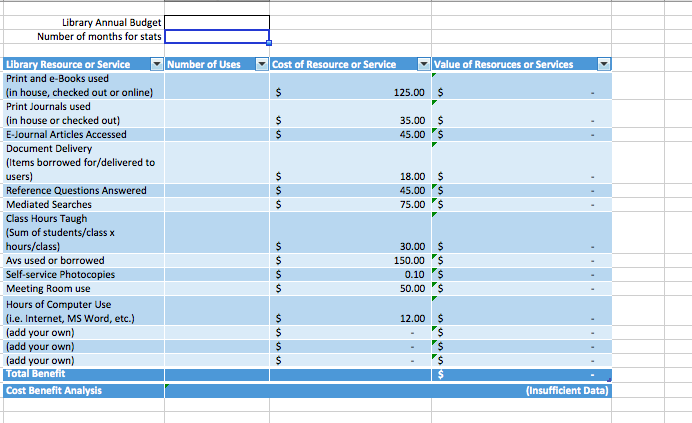 Library Annual Budget
Number of months for stats
Library Resource or Service Number of Uses Cost of Resource or Service Value of Resoruces or Services
Print and e-Books used
(in house, checked out or online) $ 125.00 $ -
Print Journals used
(in house or checked out) $ 35.00 $ -
E-Journal Articles Accessed $ 45.00 $ -
Document Delivery
(Items borrowed for/delivered to
users) $ 18.00 $ -
Reference Questions Answered $ 45.00 $ -
Mediated Searches $ 75.00 $ -
Class Hours Taugh
(Sum of students/class x
hours/class) $ 30.00 $ -
Avs used or borrowed $ 150.00 $ -
Self-service Photocopies $ 0.10 $ -
Meeting Room use $ 50.00 $ -
Hours of Computer Use
(i.e. Internet, MS Word, etc.) $ 12.00 $ -
(add your own) $ - $ -
(add your own) $ - $ -
(add your own) $ - $ -
Total Benefit $ -
Cost Benefit Analysis (Insufficient Data)